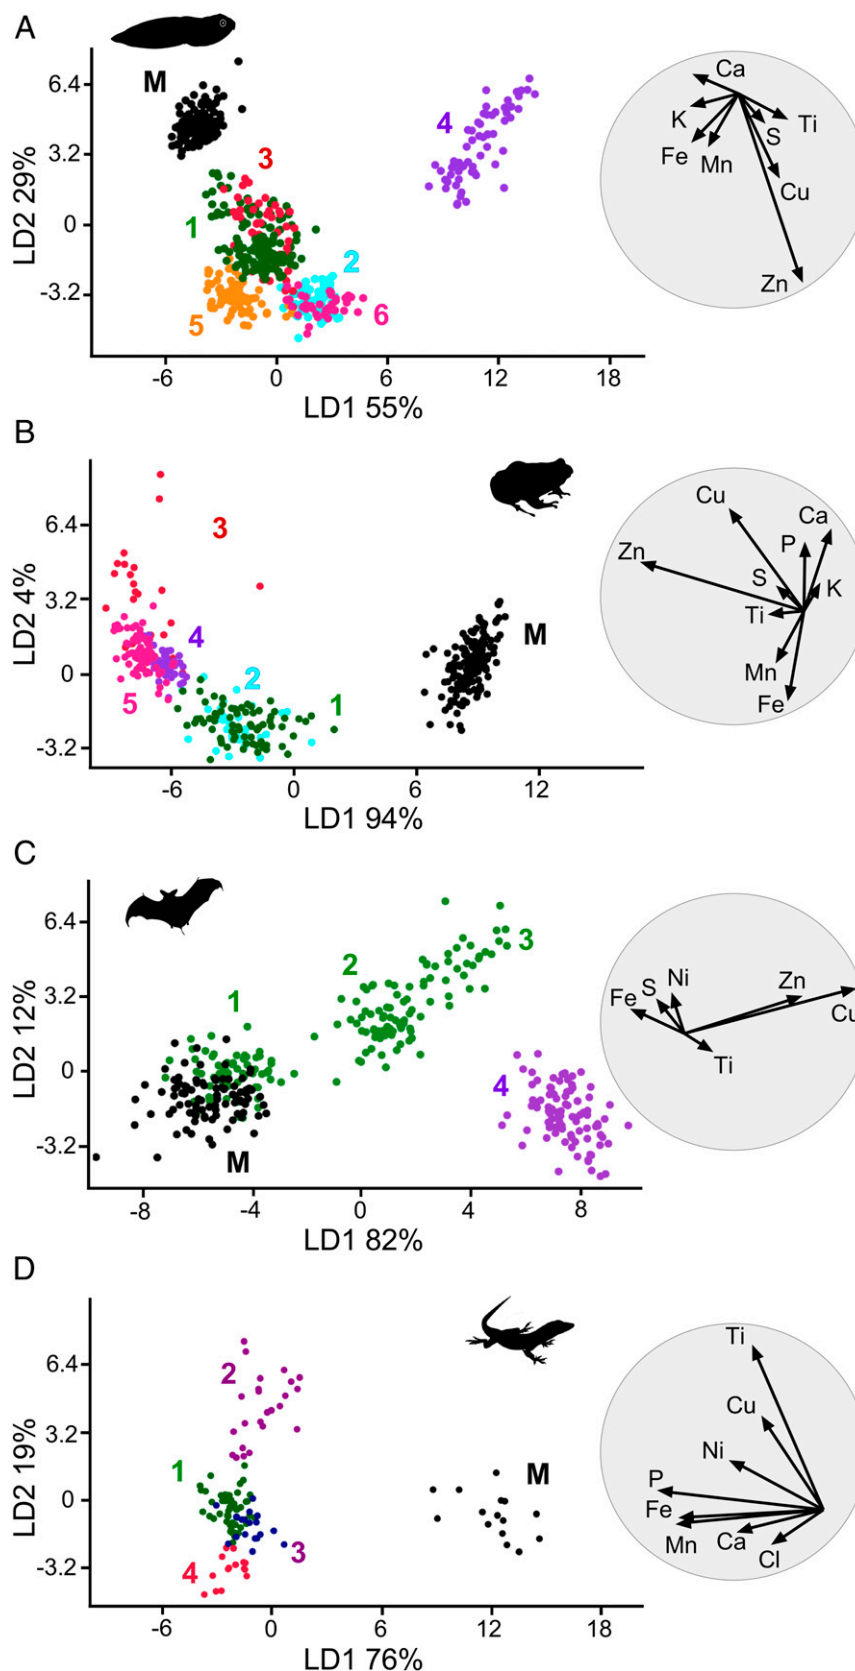 A
M
4
3
1
2
5
6
6.4
3.2
0
-3.2
LD2 29%
-6
0
6
12
18
LD1 55%
Ca
K
S
Ti
Fe
Mn
Cu
Zn
B
3
4
M
2
5
1
6.4
3.2
0
-3.2
LD2 4%
-6
0
6
12
LD1 94%
Cu
Ca
P
Zn
S
K
Ti
Mn
Fe
C
2
3
1
4
M
6.4
3.2
0
-3.2
LD2 12%
-8
-4
0
4
8
LD1 82%
Fe
S
Ni
Zn
Cu
Ti
D
2
1
M
3
4
6.4
3.2
0
-3.2
LD2 19%
-6
0
6
12
18
LD1 76%
Ti
Cu
Ni
P
Fe
Mn
Ca
Cl